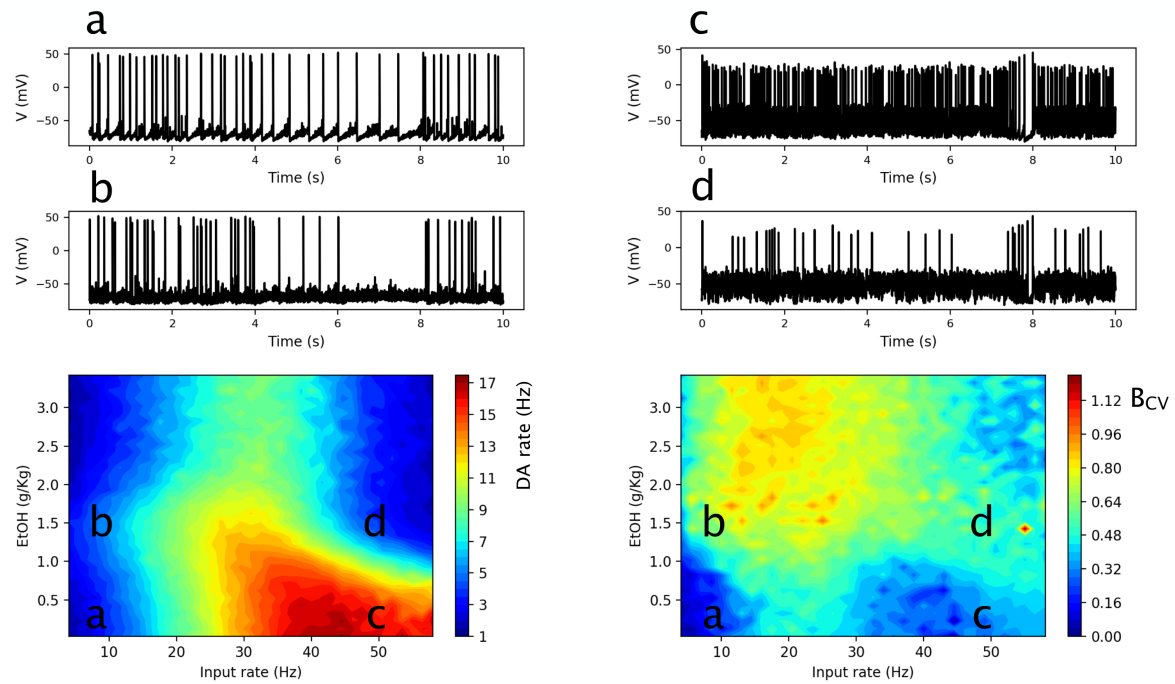 a
50
0
−50
V (mV)
0 2 4 6 8 10
Time (s)
b
50
0
−50
V (mV)
0 2 4 6 8 10
Time (s)
c
50
0
−50
V (mV)
0 2 4 6 8 10
Time (s)
d
50
0
−50
V (mV)
0 2 4 6 8 10
Time (s)
3.0
2.5
2.0
1.5
1.0
0.5
EtOH (g/Kg)
b d
a c
10 20 30 40 50
Input rate (Hz)
17
15
13
11
9
7
5
3
1
DA rate (Hz)
3.0
2.5
2.0
1.5
1.0
0.5
EtOH (g/Kg)
b d
a c
10 20 30 40 50
Input rate (Hz)
1.12
0.96
0.80
0.64
0.48
0.32
0.16
0.00
BCV